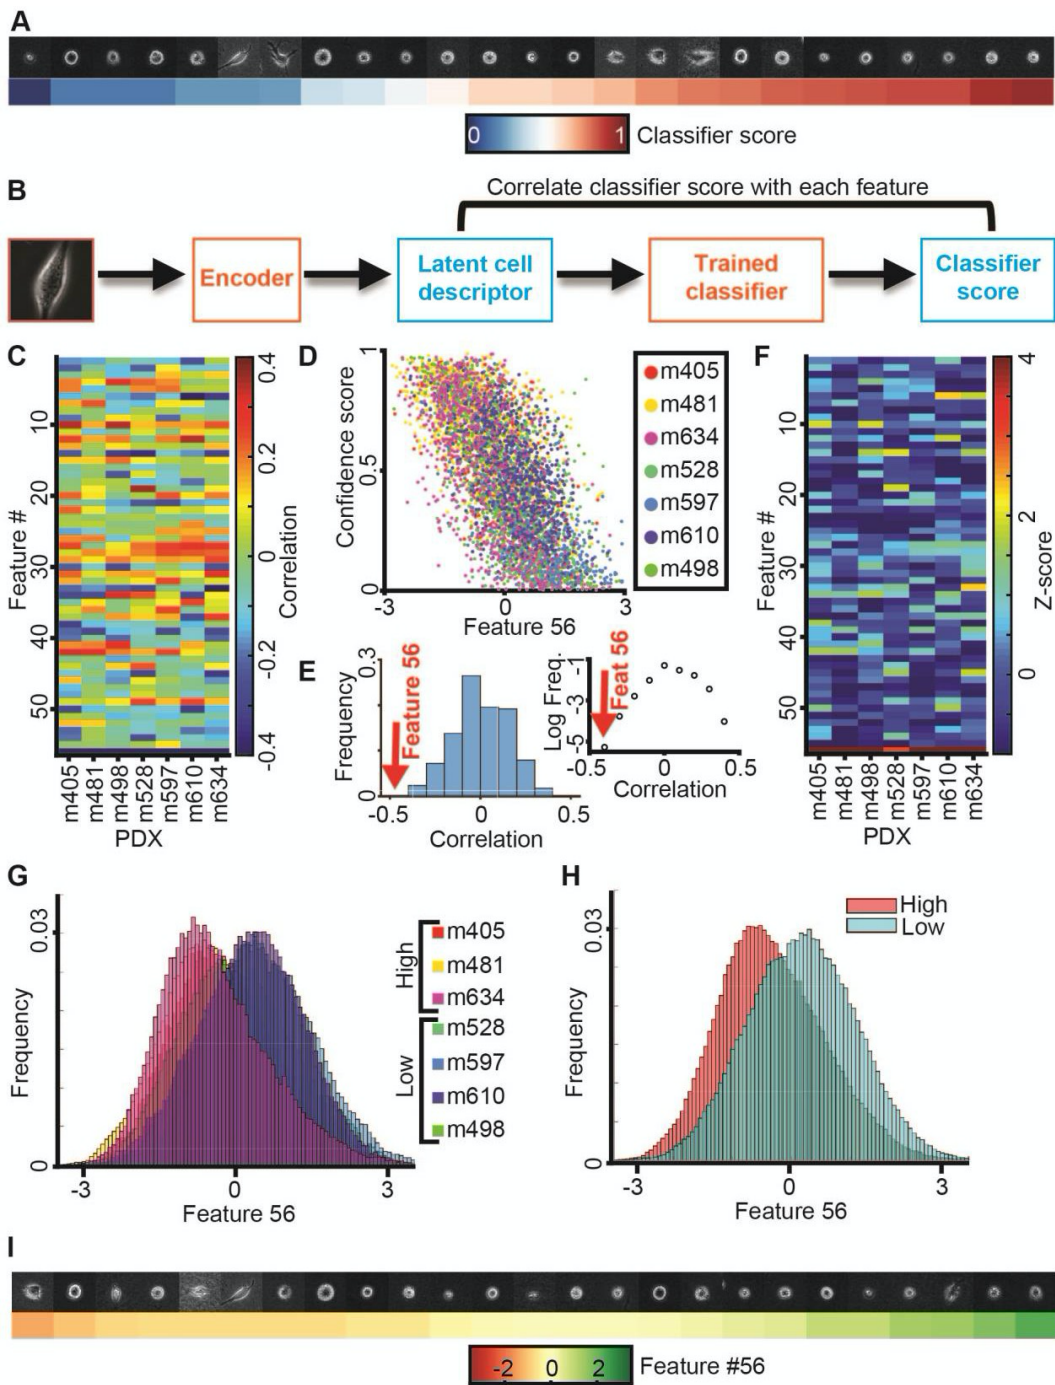 A
0 1 Classifier score
B
Correlate classifier score with each feature
Encoder
Latent cell
descriptor
Trained
classifier
Classifier
score
C
Feature #
10
20
30
40
50
m405
m481
m498
m528
m597
m610
m634
PDX
0.4
0.2
0
-0.2
-0.4
Correlation
D
Confidence score
1
0.5
0
-3 0 3
Feature 56
m405
m481
m634
m528
m597
m610
m498
E
Frequency
0.3
0
Feature 56
-0.5 0 0.5
Correlation
Log Freq.
-1
-3
-5
Feat 56
-0.5 0.5
Correlation
F
Feature #
10
20
30
40
50
m405
m481
m498
m528
m597
m610
m634
PDX
4
2
0
Z-score
G
Frequency
0.03
0
-3 0 3
Feature 56
High
m405
m481
m634
Low
m528
m597
m610
m498
H
Frequency
0.03
0
-3 0 3
Feature 56
High
Low
I
-2 0 2 Feature #56